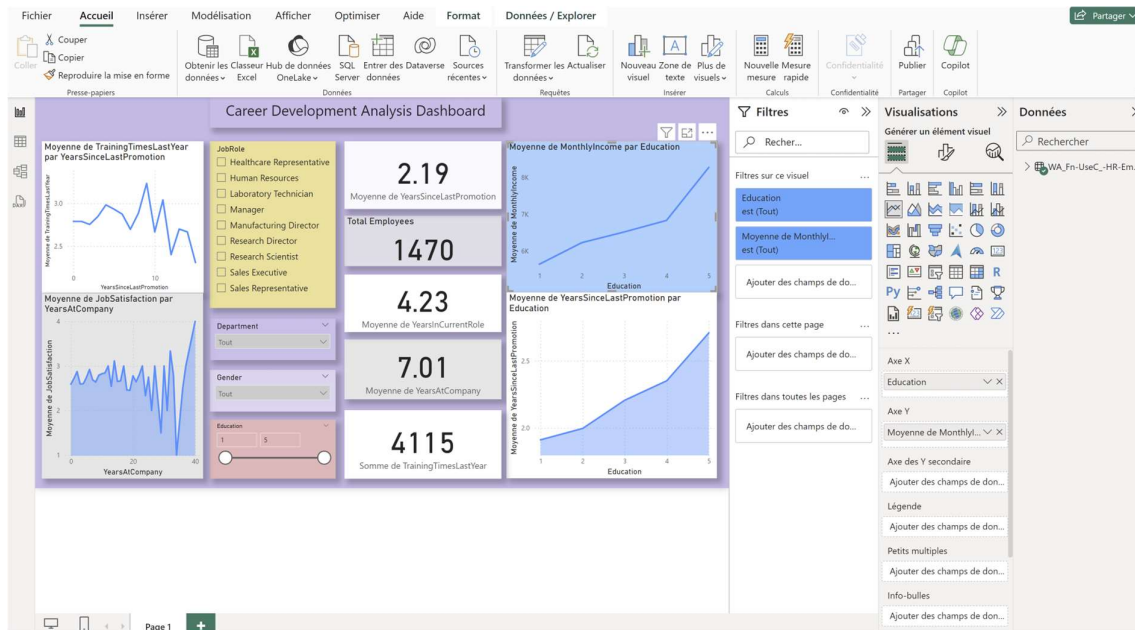 Fichier Accueil Insérer Modélisation Afficher Optimiser Aide Format Données / Explorer Partager
Coller
Couper
Copier
Reproduire la mise en forme
Presse-papiers
Obtenir les données
Classeur Excel
Hub de données OneLake
SQL Server
Entrer des données
Dataverse
Sources récentes
Données
Transformer les données
Actualiser
Requêtes
Nouveau visuel
Zone de texte
Plus de visuels
Insérer
Nouvelle mesure
Mesure rapide
Calculs
Confidentialité
Confidentialité
Publier
Partager
Copilot
Copilot
Career Development Analysis Dashboard
Moyenne de TrainingTimesLastYear
par YearsSinceLastPromotion
Moyenne de TrainingTimesLastYear
3.0
2.5
0 10
YearsSinceLastPromotion
Moyenne de JobSatisfaction par
YearsAtCompany
Moyenne de JobSatisfaction
4
3
2
1
0 20 40
YearsAtCompany
JobRole
Healthcare Representative
Human Resources
Laboratory Technician
Manager
Manufacturing Director
Research Director
Research Scientist
Sales Executive
Sales Representative
Department
Tout
Gender
Tout
Education
1 5
2.19
Moyenne de YearsSinceLastPromotion
Total Employees
1470
4.23
Moyenne de YearsInCurrentRole
7.01
Moyenne de YearsAtCompany
4115
Somme de TrainingTimesLastYear
Moyenne de MonthlyIncome par Education
Moyenne de MonthlyIncome
8K
7K
6K
1 2 3 4 5
Education
Moyenne de YearsSinceLastPromotion par
Education
Moyenne de YearsSinceLastPromotion
2.5
2.0
1 2 3 4 5
Education
Filtres
Recher...
Filtres sur ce visuel ...
Education
est (Tout)
Moyenne de MonthlyI...
est (Tout)
Ajouter des champs de do...
Filtres dans cette page ...
Ajouter des champs de do...
Filtres dans toutes les pages ...
Ajouter des champs de do...
Visualisations
Générer un élément visuel
R
Py
...
Axe X
Education
Axe Y
Moyenne de MonthlyI...
Axe des Y secondaire
Ajouter des champs de don...
Légende
Ajouter des champs de don...
Petits multiples
Ajouter des champs de don...
Info-bulles
Ajouter des champs de don...
Données
Rechercher
WA_Fn-UseC_-HR-Em...
Page 1